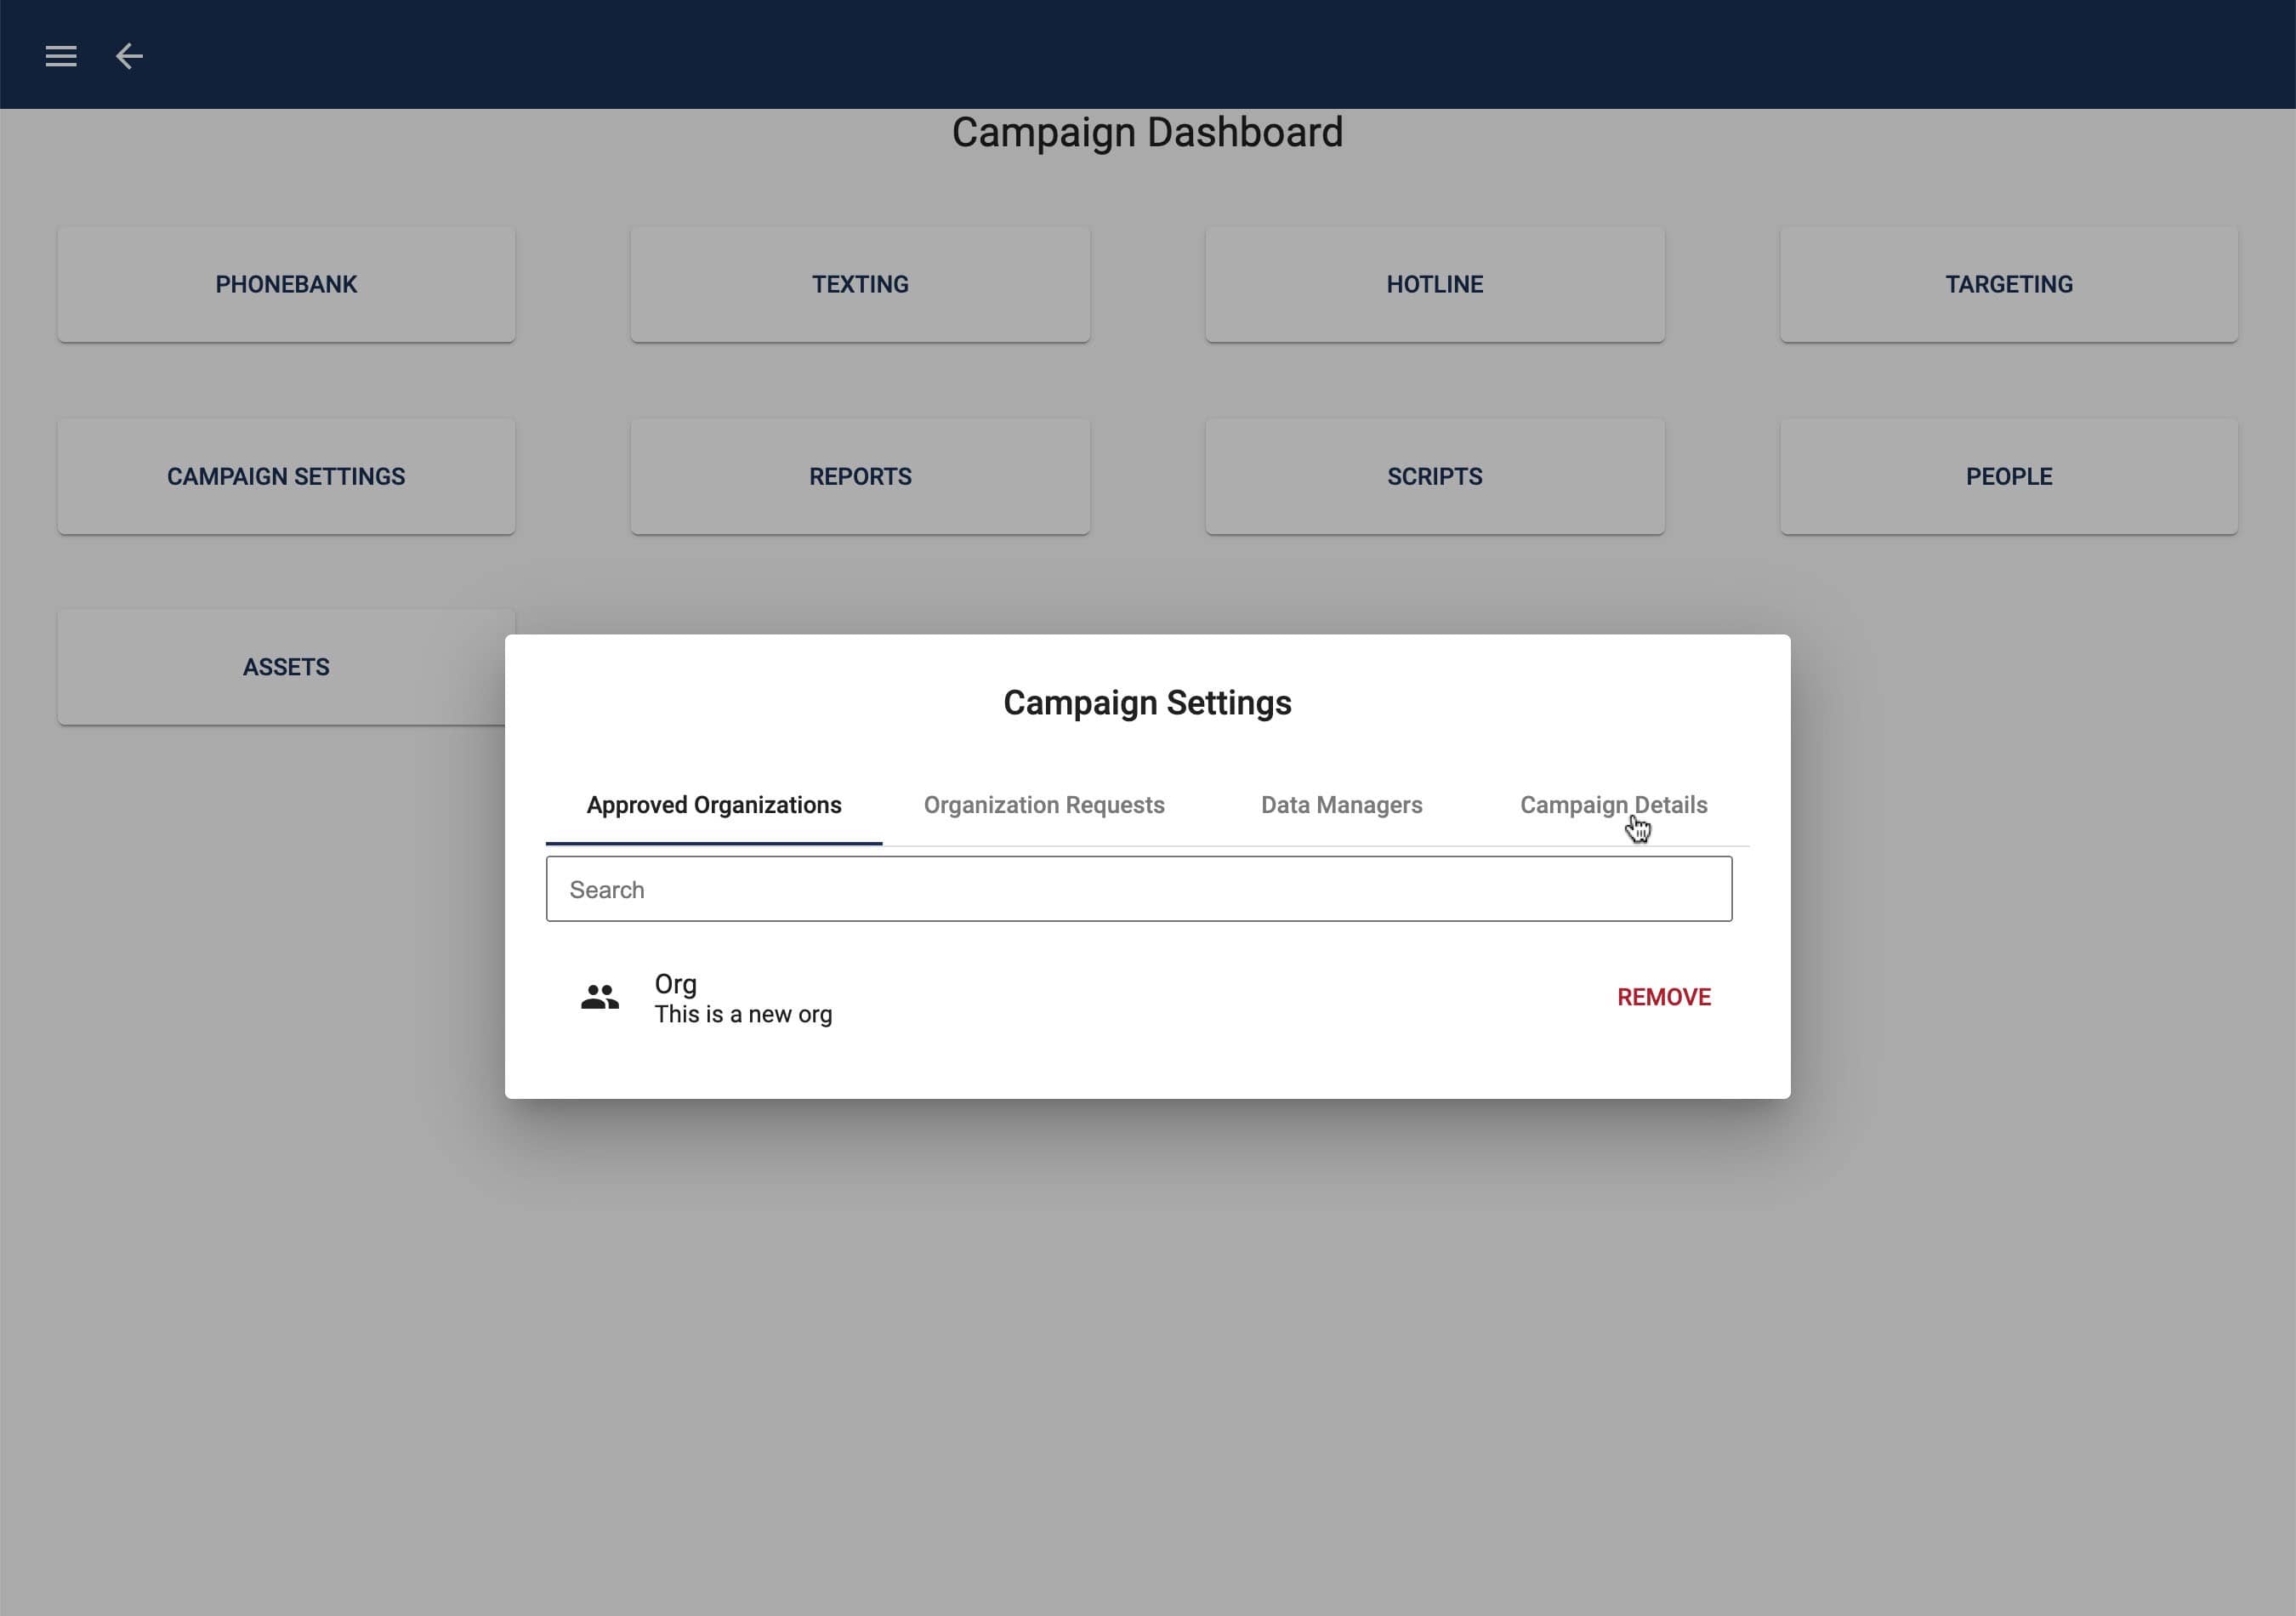 Campaign Dashboard
PHONEBANK
TEXTING
HOTLINE
TARGETING
CAMPAIGN SETTINGS
REPORTS
SCRIPTS
PEOPLE
ASSETS
Campaign Settings
Approved Organizations
Organization Requests
Data Managers
Campaign Details
Search
Org
This is a new org
REMOVE